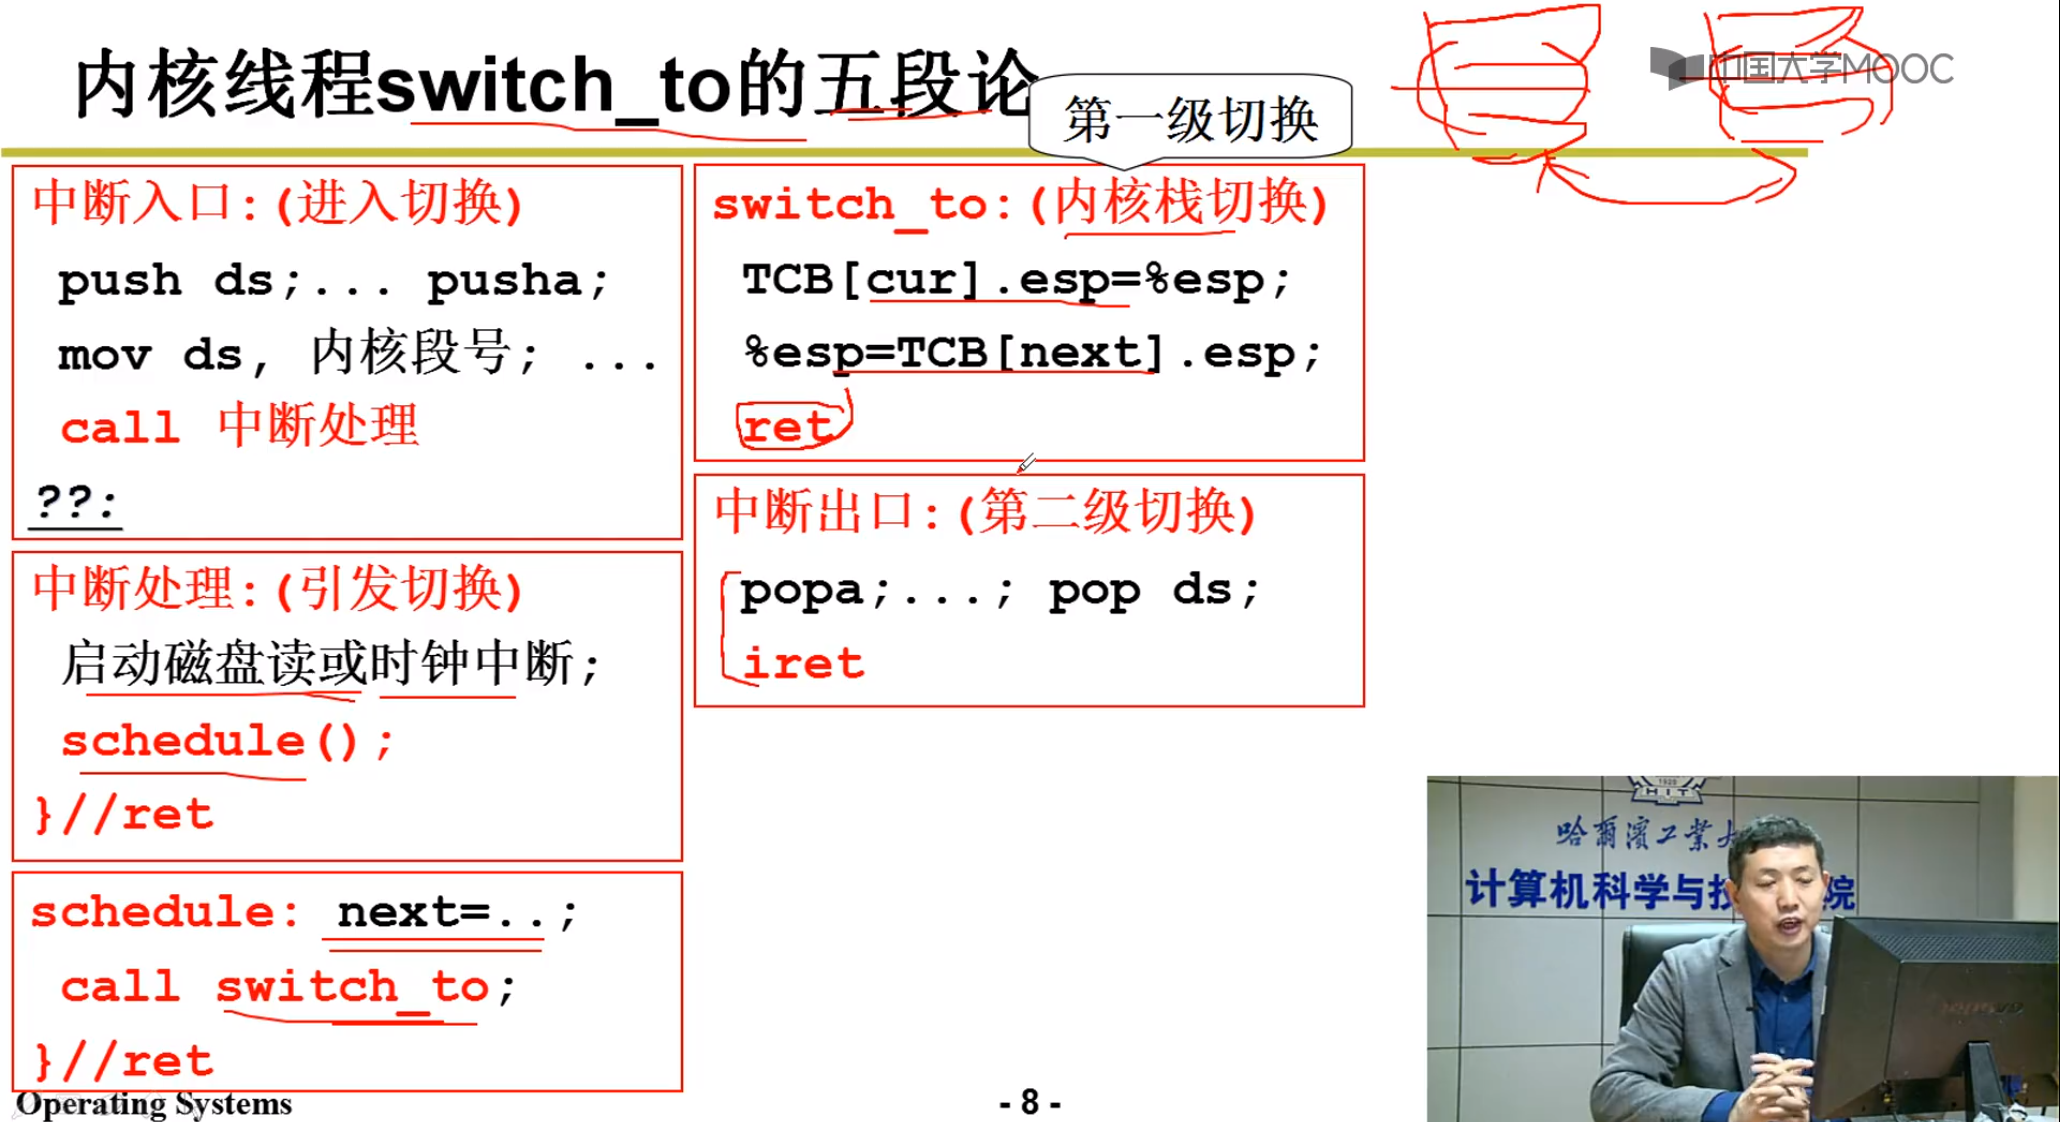 内核线程switch_to的五段论
第一级切换
中国大学MOOC
中断入口:(进入切换)
push ds;... pusha;
mov ds, 内核段号; ...
call 中断处理
??:
中断处理:(引发切换)
启动磁盘读或时钟中断;
schedule();
}//ret
schedule: next=..;
call switch_to;
}//ret
switch_to:(内核栈切换)
TCB[cur].esp=%esp;
%esp=TCB[next].esp;
ret
中断出口:(第二级切换)
popa;...; pop ds;
iret
1920
HIT
哈爾濱工業大
计算机科学与技 院
Operating Systems
- 8 -